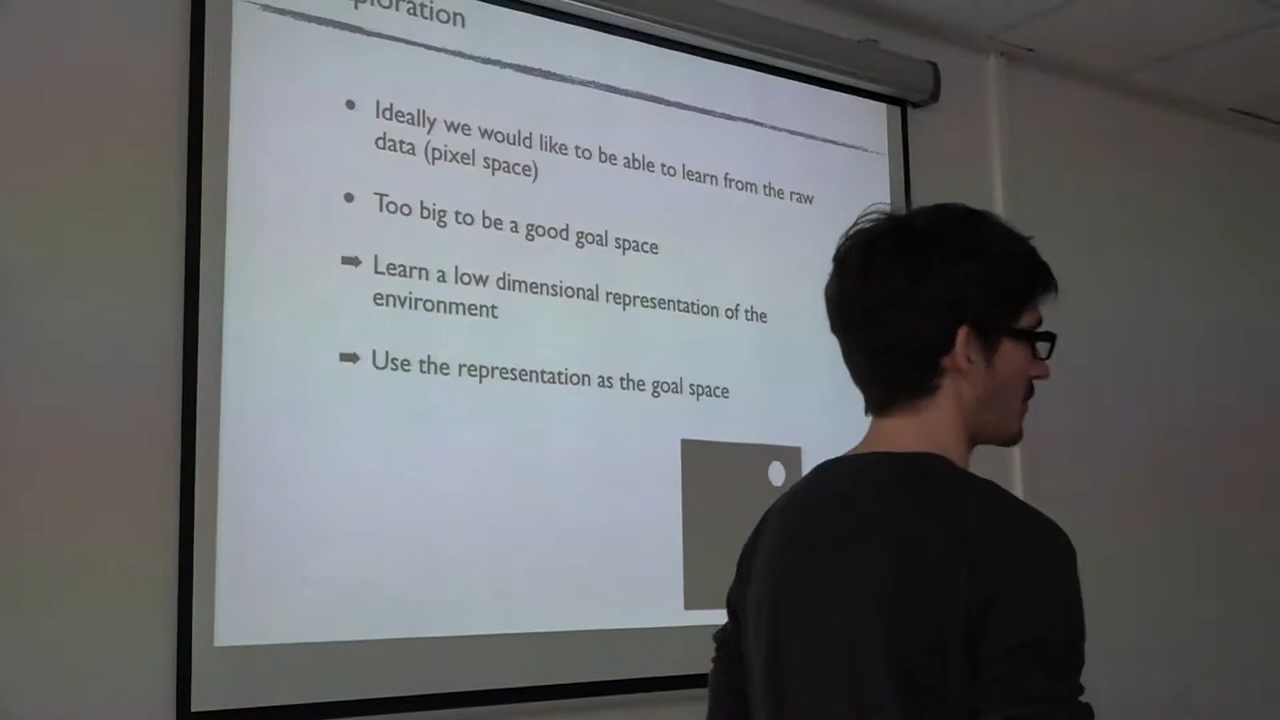 • Ideally we would like to be able to learn from the raw
data (pixel space)
• Too big to be a good goal space
➡ Learn a low dimensional representation of the
environment
➡ Use the representation as the goal space